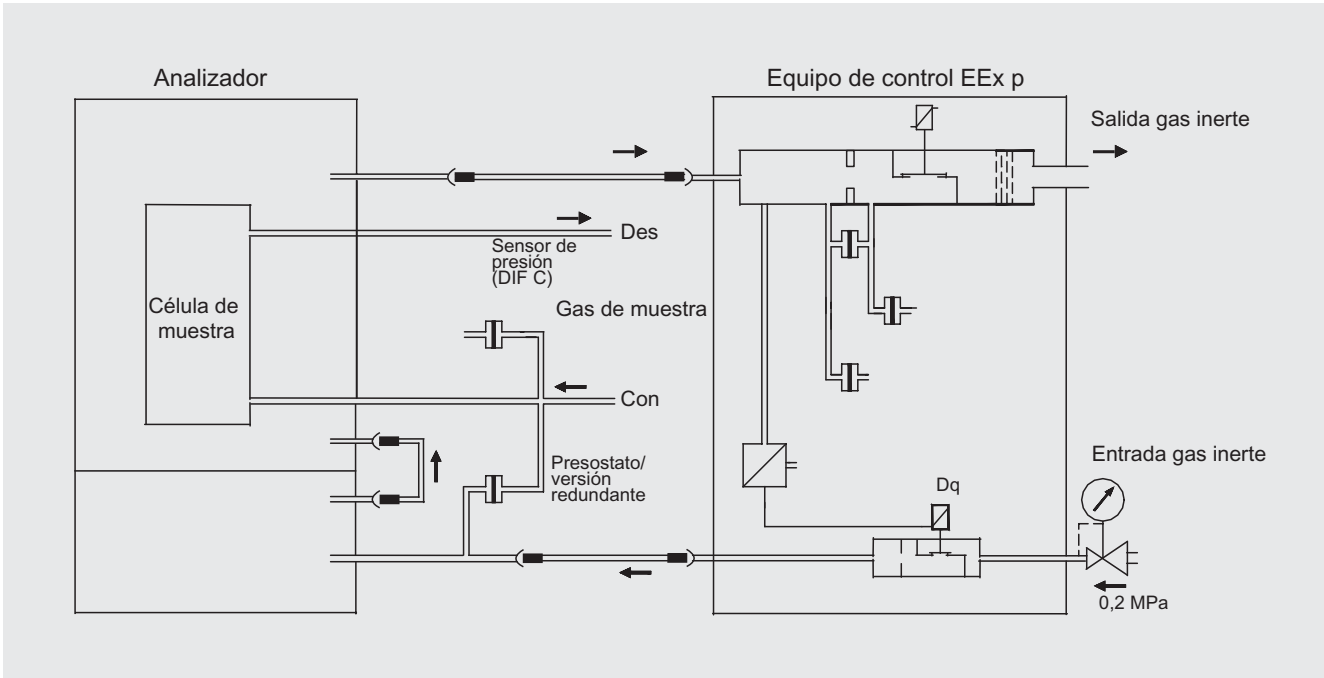 Analizador
Equipo de control EEx p
Salida gas inerte
Des
Sensor de
presión
(DIF C)
Célula de
muestra
Gas de muestra
Con
Presostato/
versión
redundante
Entrada gas inerte
Dq
0,2 MPa